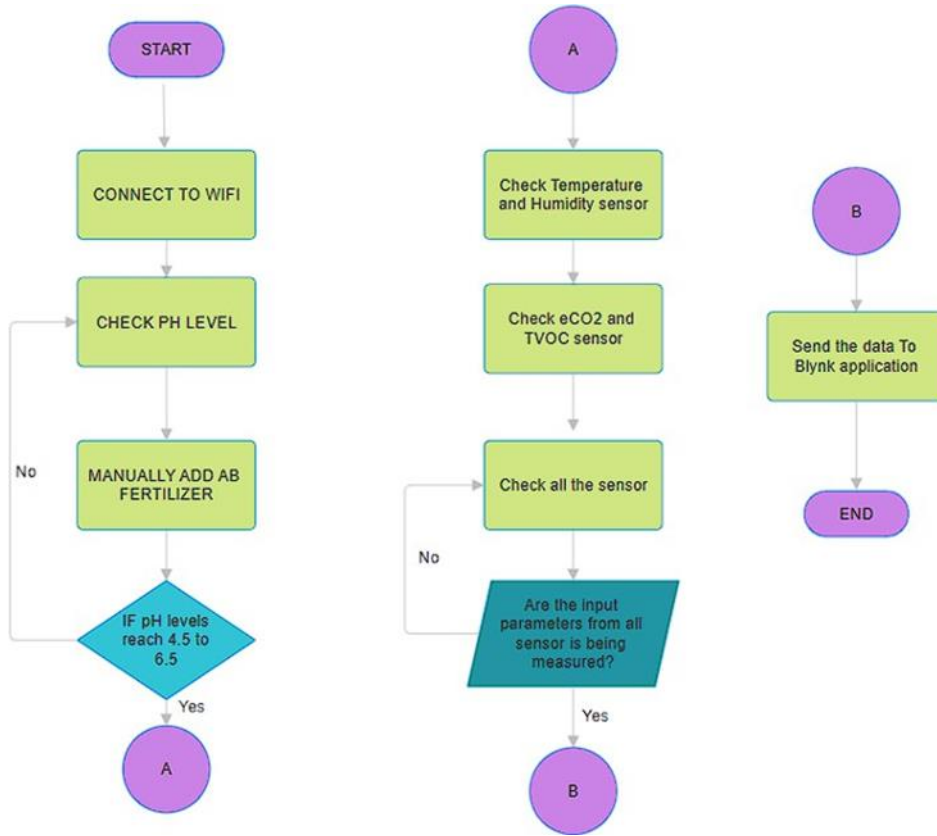 START
CONNECT TO WIFI
CHECK PH LEVEL
MANUALLY ADD AB
FERTILIZER
No
IF pH levels
reach 4.5 to
6.5
Yes
A
A
Check Temperature
and Humidity sensor
Check eCO2 and
TVOC sensor
Check all the sensor
No
Are the input
parameters from all
sensor is being
measured?
Yes
B
B
Send the data To
Blynk application
END